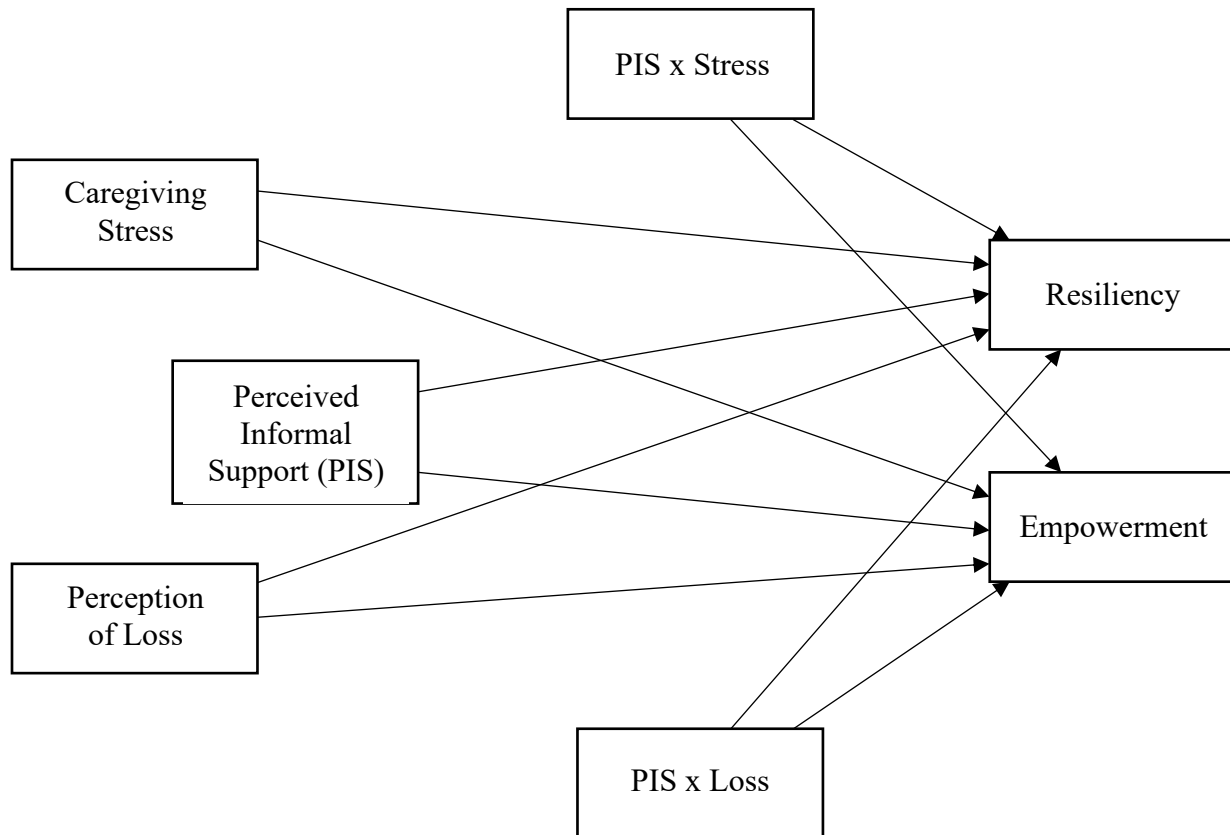 PIS x Stress
Caregiving
Stress
Resiliency
Perceived
Informal
Support (PIS)
Empowerment
Perception
of Loss
PIS x Loss